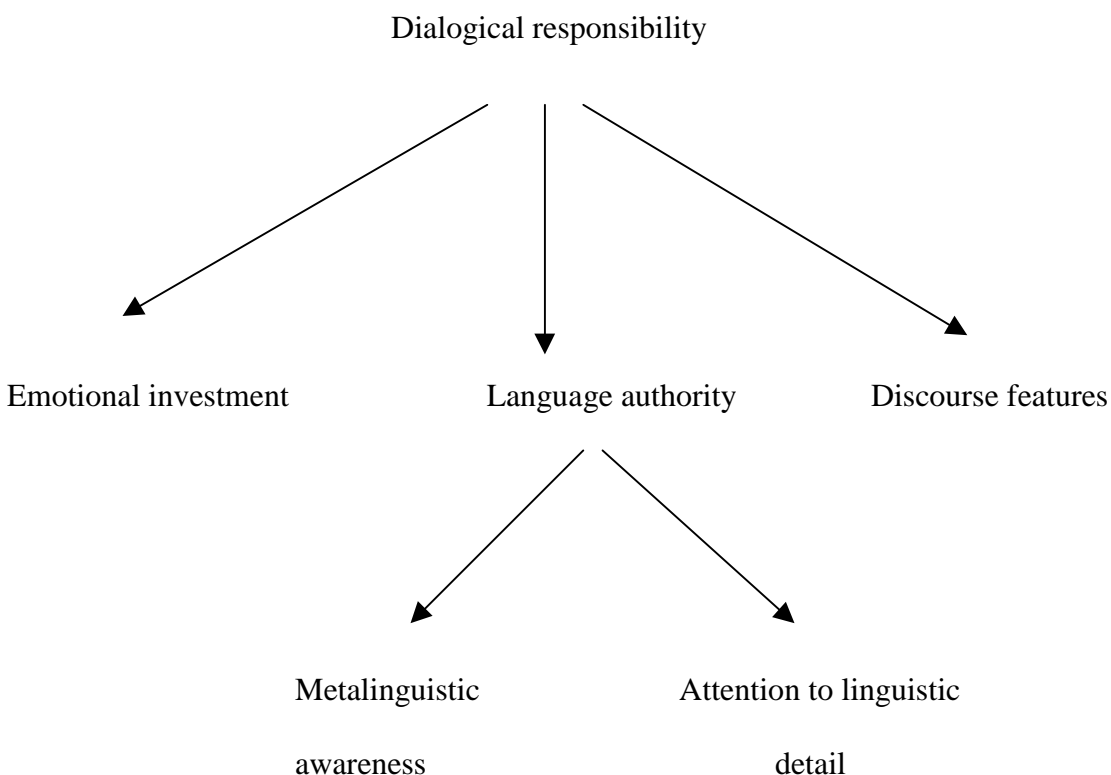 Dialogical responsibility
Emotional investment
Language authority
Discourse features
Metalinguistic
awareness
Attention to linguistic
detail